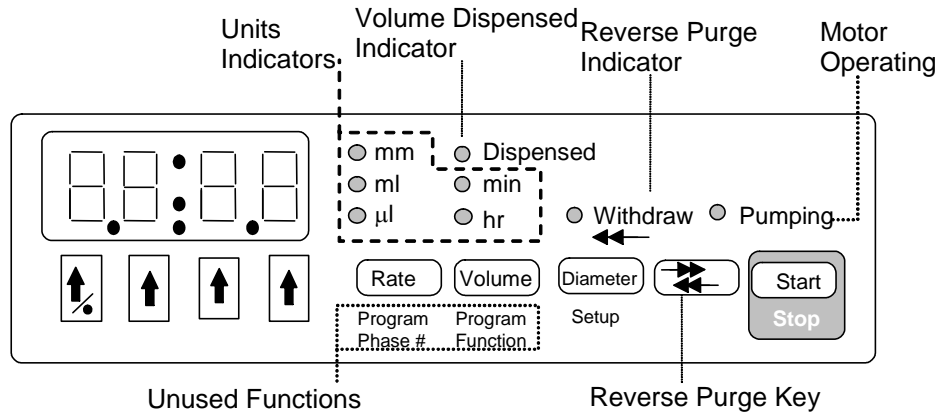 Units
Indicators
Volume Dispensed
Indicator
Reverse Purge
Indicator
Motor
Operating
mm
Dispensed
ml
min
µl
hr
Withdraw
Pumping
Rate
Volume
Diameter
Start
Program
Phase #
Program
Function
Setup
Stop
Unused Functions
Reverse Purge Key